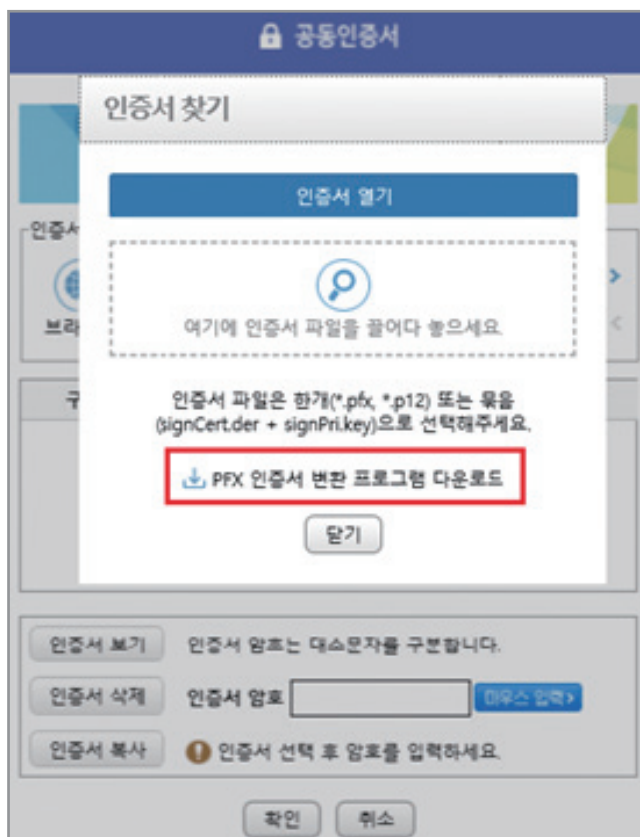 공동인증서
인증서 찾기
인증서 열기
인증서
브라
여기에 인증서 파일을 끌어다 놓으세요.
구
인증서 파일은 한개(*.pfx, *.p12) 또는 묶음
(signCert.der + signPri.key)으로 선택해주세요.
PFX 인증서 변환 프로그램 다운로드
닫기
인증서 보기 인증서 암호는 대소문자를 구분합니다.
인증서 삭제 인증서 암호 마우스 입력>
인증서 복사 인증서 선택 후 암호를 입력하세요.
확인 취소